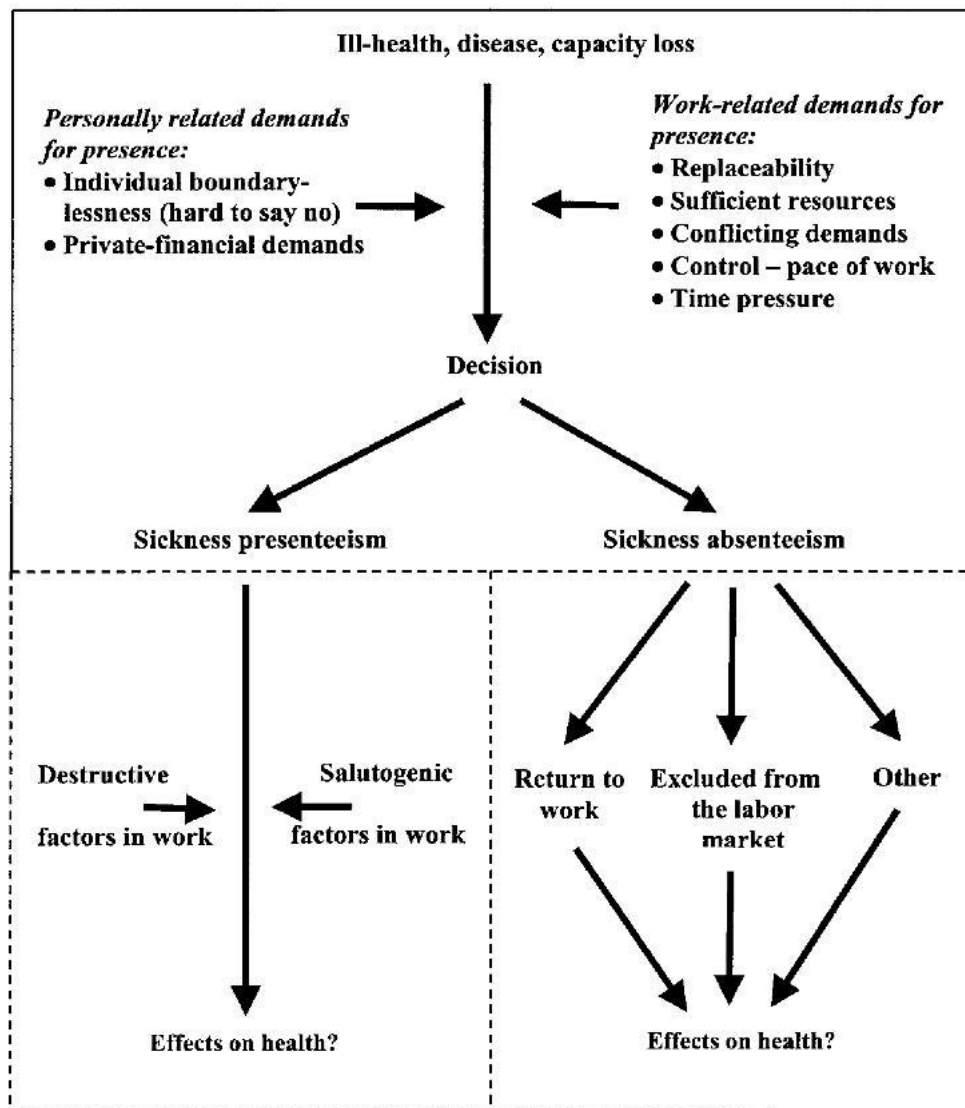 Ill-health, disease, capacity loss
Personally related demands
for presence:
• Individual boundary-
lessness (hard to say no)
• Private-financial demands
Work-related demands for
presence:
• Replaceability
• Sufficient resources
• Conflicting demands
• Control – pace of work
• Time pressure
Decision
Sickness presenteeism
Sickness absenteeism
Destructive
factors in work
Salutogenic
factors in work
Return to
work
Excluded from
the labor
market
Other
Effects on health?
Effects on health?